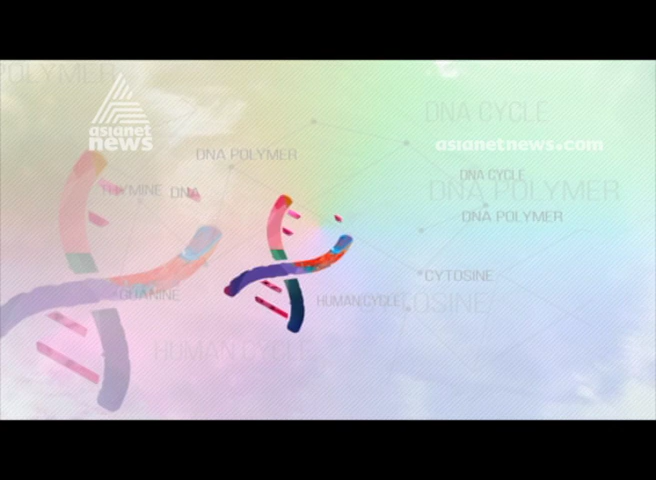 POLYMER
DNA CYCLE
asianet
news
asianetnews.com
DNA POLYMER
DNA CYCLE
THYMINE
DNA
DNA POLYMER
DNA POLYMER
CYTOSINE
GUANINE
HUMAN CYCLE
HUMAN CYCLE